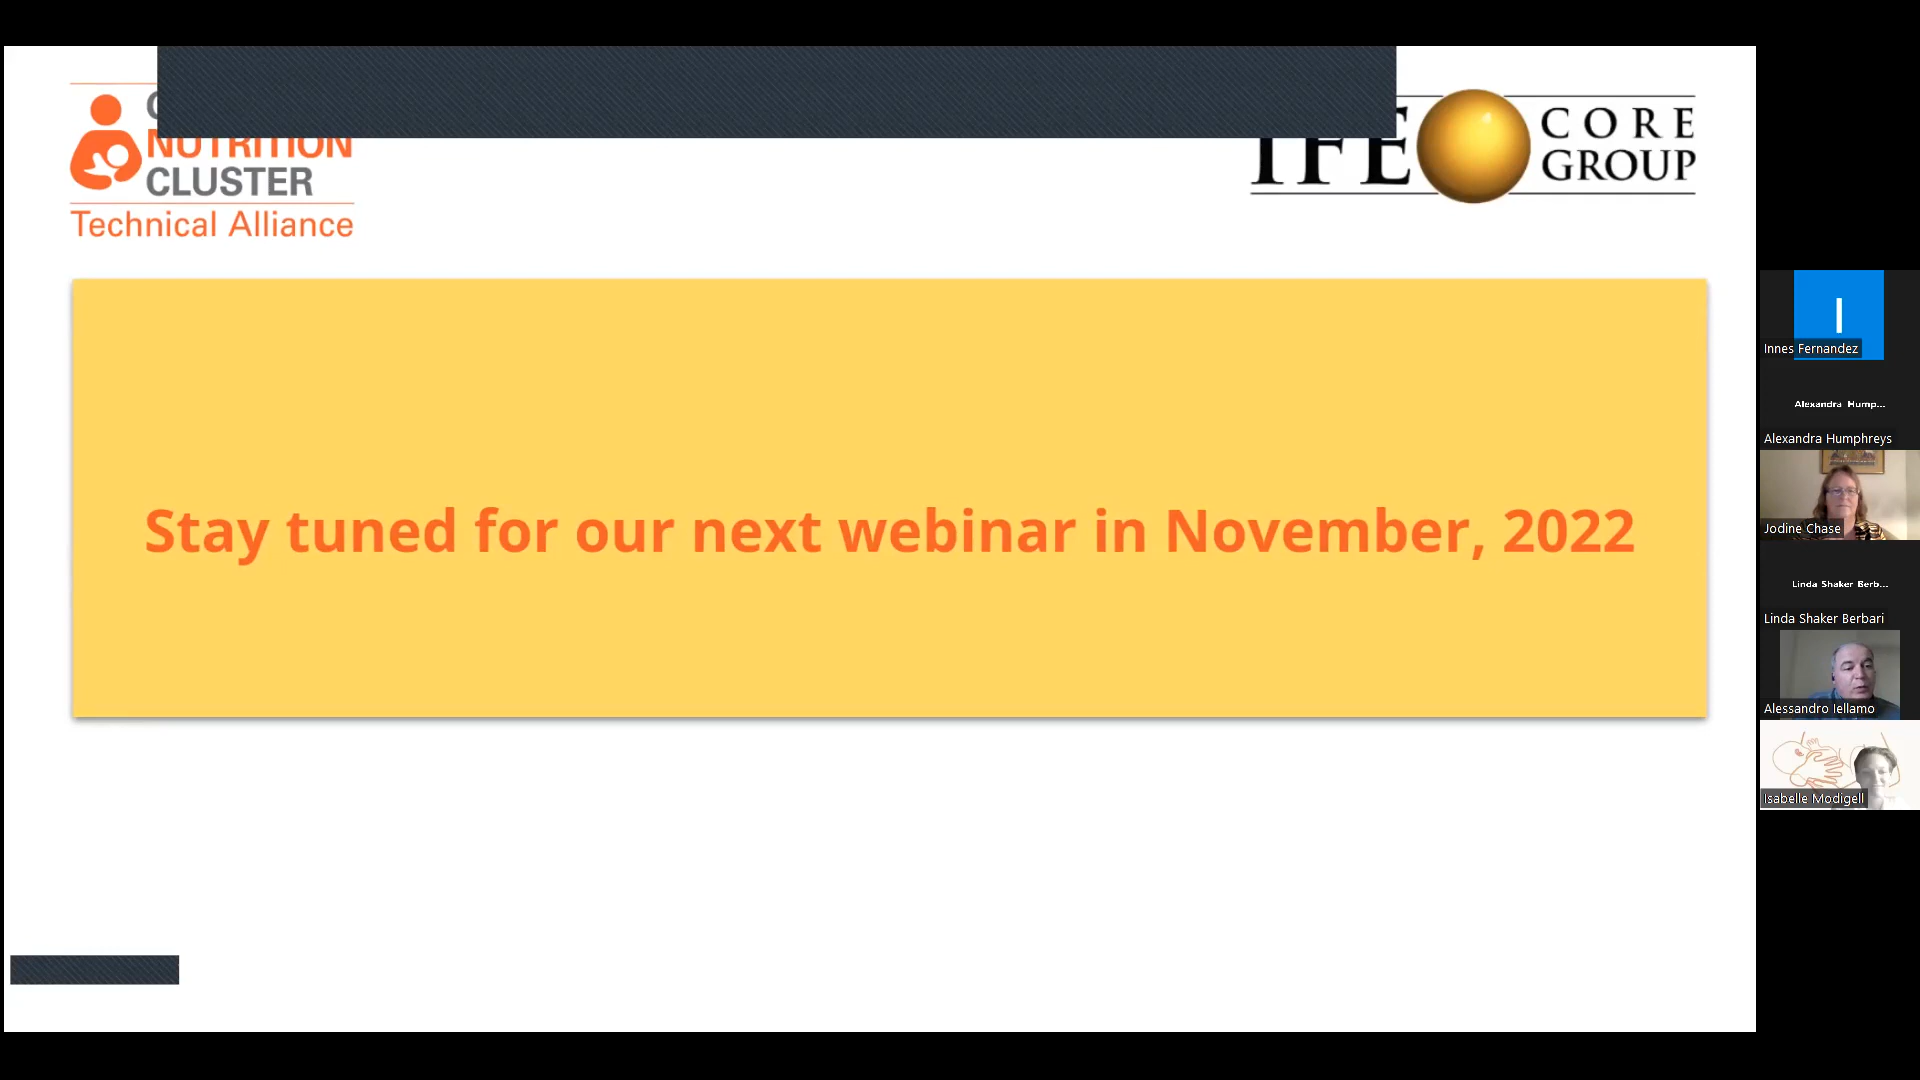 NUTRITION
CLUSTER
Technical Alliance
IFE
CORE
GROUP
Stay tuned for our next webinar in November, 2022
I
Innes Fernandez
Alexandra Hump...
Alexandra Humphreys
Jodine Chase
Linda Shaker Berb...
Linda Shaker Berbari
Alessandro Iellamo
Isabelle Modigell